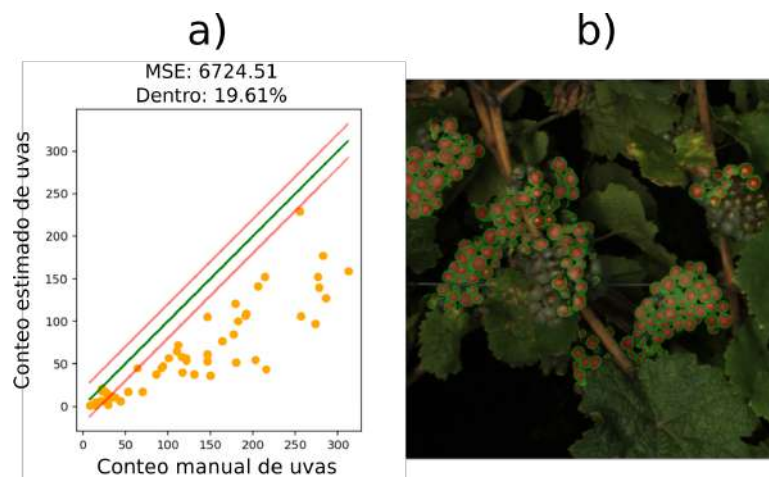 a)
b)
MSE: 6724.51
Dentro: 19.61%
Conteo estimado de uvas
300
250
200
150
100
50
0
0 50 100 150 200 250 300
Conteo manual de uvas